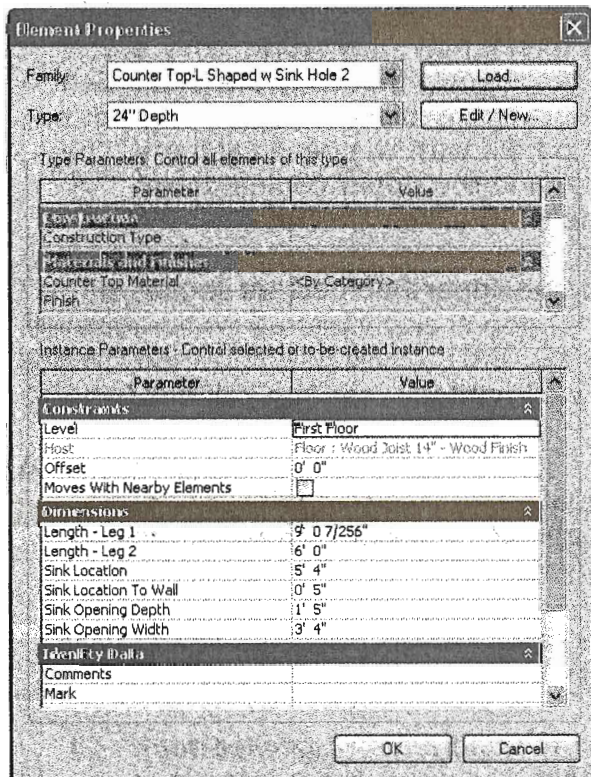 Element Properties
Family: Counter Top-L Shaped w Sink Hole 2 Load...
Type: 24" Depth Edit / New...
Type Parameters: Control all elements of this type
Parameter Value
Construction
Construction Type
Materials and Finishes
Counter Top Material <By Category>
Finish
Instance Parameters - Control selected or to-be-created instance
Parameter Value
Constraints
Level First Floor
Host Floor : Wood Joist 14" - Wood Finish
Offset 0' 0"
Moves With Nearby Elements
Dimensions
Length - Leg 1 9' 0 7/256"
Length - Leg 2 6' 0"
Sink Location 5' 4"
Sink Location To Wall 0' 5"
Sink Opening Depth 1' 5"
Sink Opening Width 3' 4"
Identity Data
Comments
Mark
OK Cancel